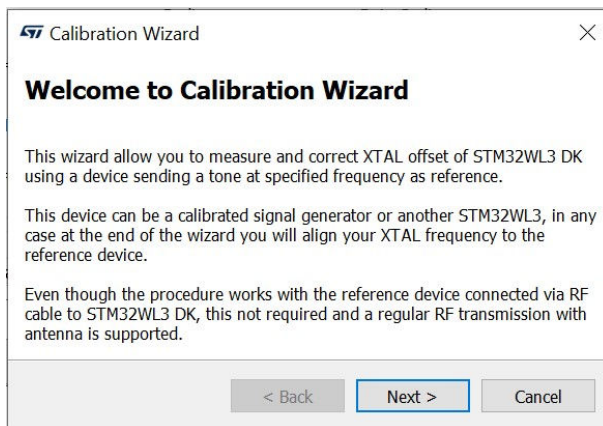 ST Calibration Wizard
Welcome to Calibration Wizard
This wizard allow you to measure and correct XTAL offset of STM32WL3 DK
using a device sending a tone at specified frequency as reference.
This device can be a calibrated signal generator or another STM32WL3, in any
case at the end of the wizard you will align your XTAL frequency to the
reference device.
Even though the procedure works with the reference device connected via RF
cable to STM32WL3 DK, this not required and a regular RF transmission with
antenna is supported.
< Back Next > Cancel